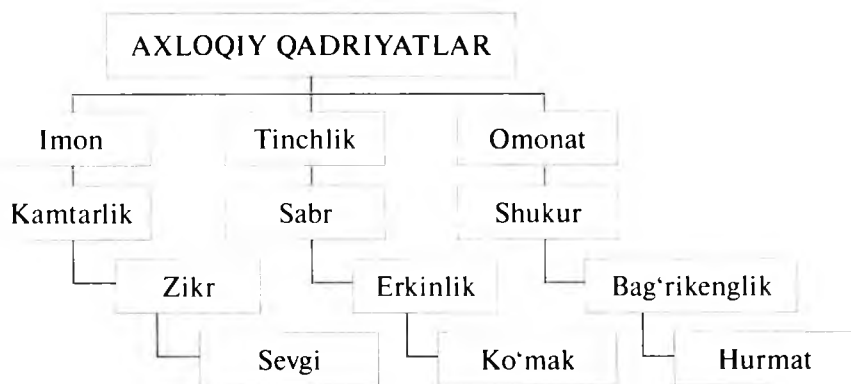 AXLOQIY QADRIYATLAR
Imon Tinchlik Omonat
Kamtarlik Sabr Shukur
Zikr Erkinlik Bag‘rikenglik
Sevgi Ko‘mak Hurmat